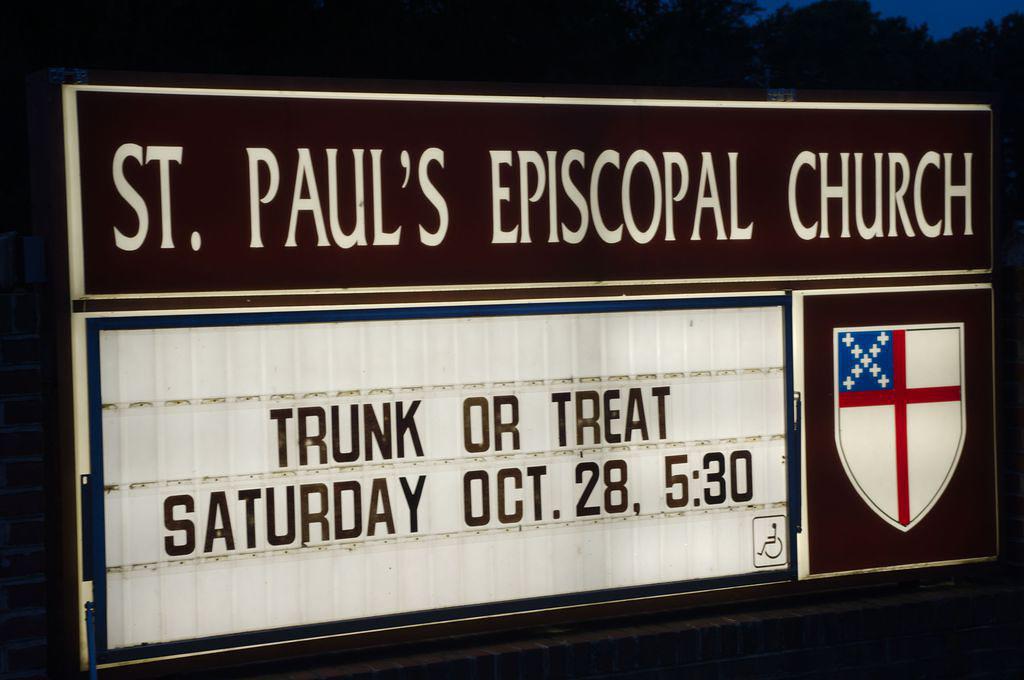 ST. PAUL'S EPISCOPAL CHURCH
TRUNK OR TREAT
SATURDAY OCT. 28, 5:30